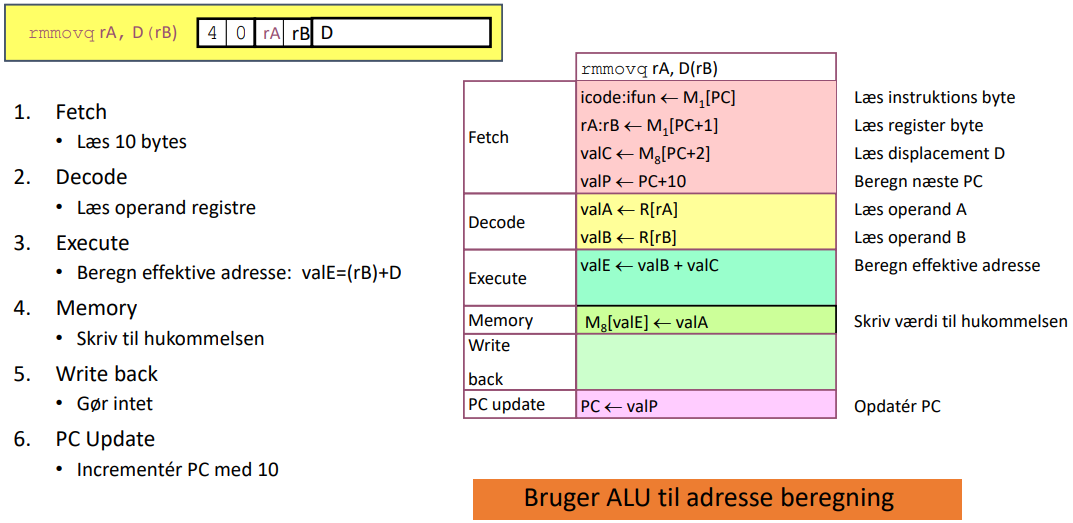 rmmovq rA, D(rB) 4 0 rA rB D
1. Fetch
• Læs 10 bytes
2. Decode
• Læs operand registre
3. Execute
• Beregn effektive adresse: valE=(rB)+D
4. Memory
• Skriv til hukommelsen
5. Write back
• Gør intet
6. PC Update
• Incrementér PC med 10
rmmovq rA, D(rB)
Fetch
icode:ifun ← M1[PC]
Læs instruktions byte
rA:rB ← M1[PC+1]
Læs register byte
valC ← M8[PC+2]
Læs displacement D
valP ← PC+10
Beregn næste PC
Decode
valA ← R[rA]
Læs operand A
valB ← R[rB]
Læs operand B
Execute
valE ← valB + valC
Beregn effektive adresse
Memory
M8[valE] ← valA
Skriv værdi til hukommelsen
Write
back
PC update
PC ← valP
Opdatér PC
Bruger ALU til adresse beregning